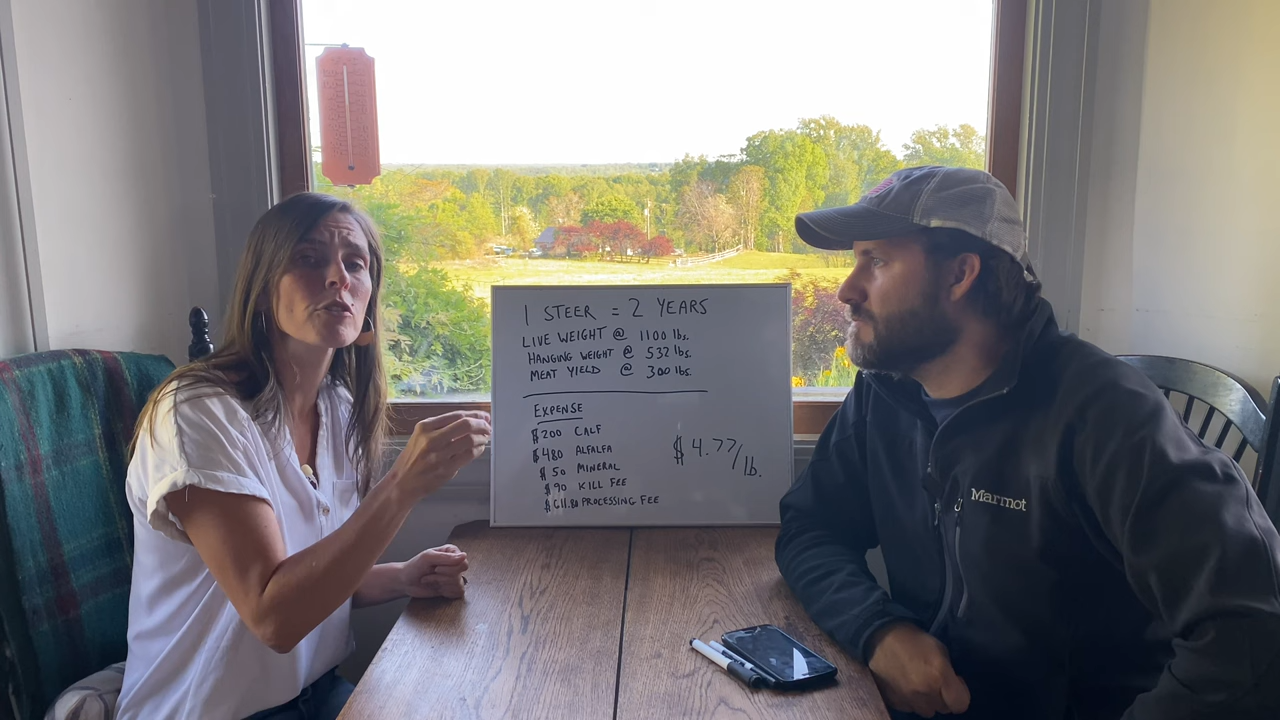 1 STEER = 2 YEARS
LIVE WEIGHT @ 1100 lbs.
HANGING WEIGHT @ 532 lbs.
MEAT YIELD @ 300 lbs.
EXPENSE
$200 CALF
$480 ALFALFA
$50 MINERAL
$90 KILL FEE
$611.80 PROCESSING FEE
$4.77/lb.
Marmot